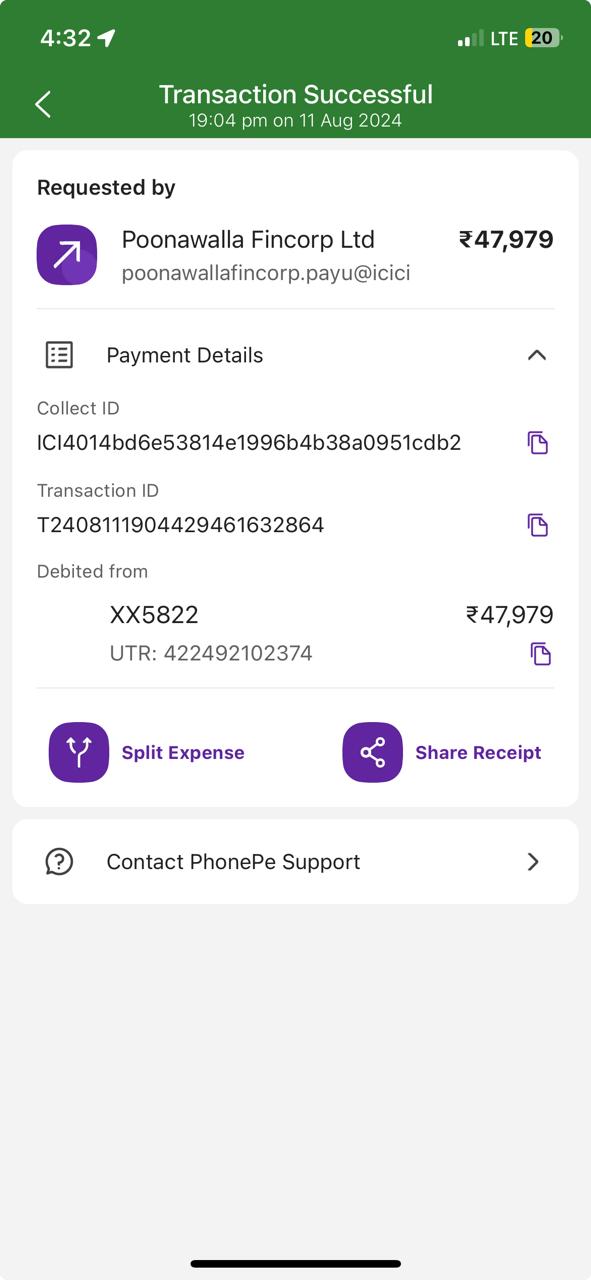 4:32
LTE 20
Transaction Successful
19:04 pm on 11 Aug 2024
Requested by
Poonawalla Fincorp Ltd ₹47,979
poonawallafincorp.payu@icici
Payment Details
Collect ID
ICI4014bd6e53814e1996b4b38a0951cdb2
Transaction ID
T2408111904429461632864
Debited from
XX5822 ₹47,979
UTR: 422492102374
Split Expense Share Receipt
Contact PhonePe Support